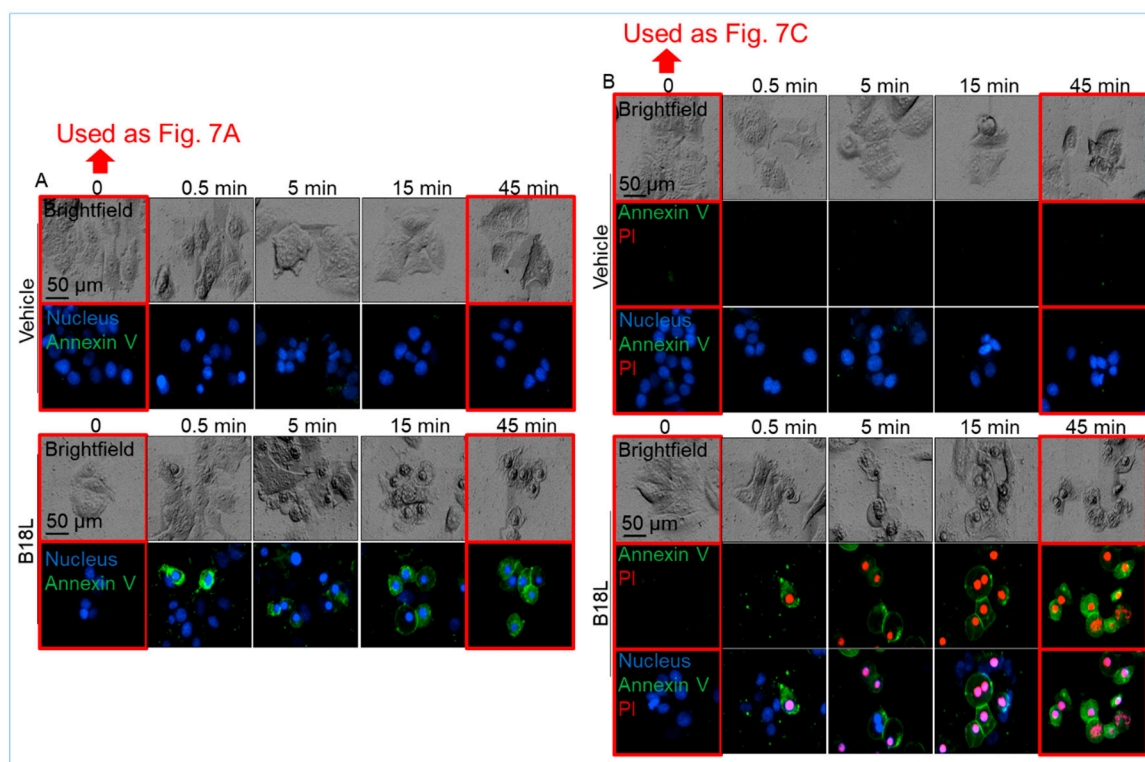 Used as Fig. 7A
A
0 0.5 min 5 min 15 min 45 min
Vehicle
Brightfield
50 µm
Nucleus
Annexin V
0 0.5 min 5 min 15 min 45 min
B18L
Brightfield
50 µm
Nucleus
Annexin V
Used as Fig. 7C
B
0 0.5 min 5 min 15 min 45 min
Vehicle
Brightfield
50 µm
Annexin V
PI
Nucleus
Annexin V
PI
0 0.5 min 5 min 15 min 45 min
B18L
Brightfield
50 µm
Annexin V
PI
Nucleus
Annexin V
PI